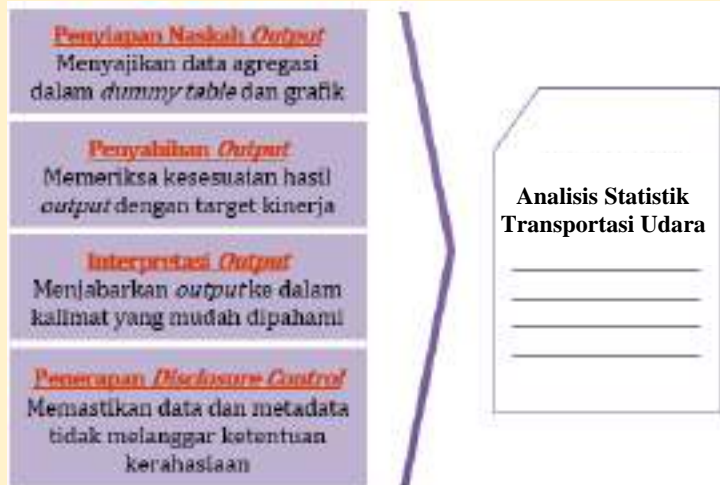 Penyiapan Naskah Output
Menyajikan data agregasi
dalam dummy table dan grafik
Penyahihan Output
Memeriksa kesesuaian hasil
output dengan target kinerja
Interpretasi Output
Menjabarkan output ke dalam
kalimat yang mudah dipahami
Penerapan Disclosure Control
Memastikan data dan metadata
tidak melanggar ketentuan
kerahasiaan
Analisis Statistik
Transportasi Udara